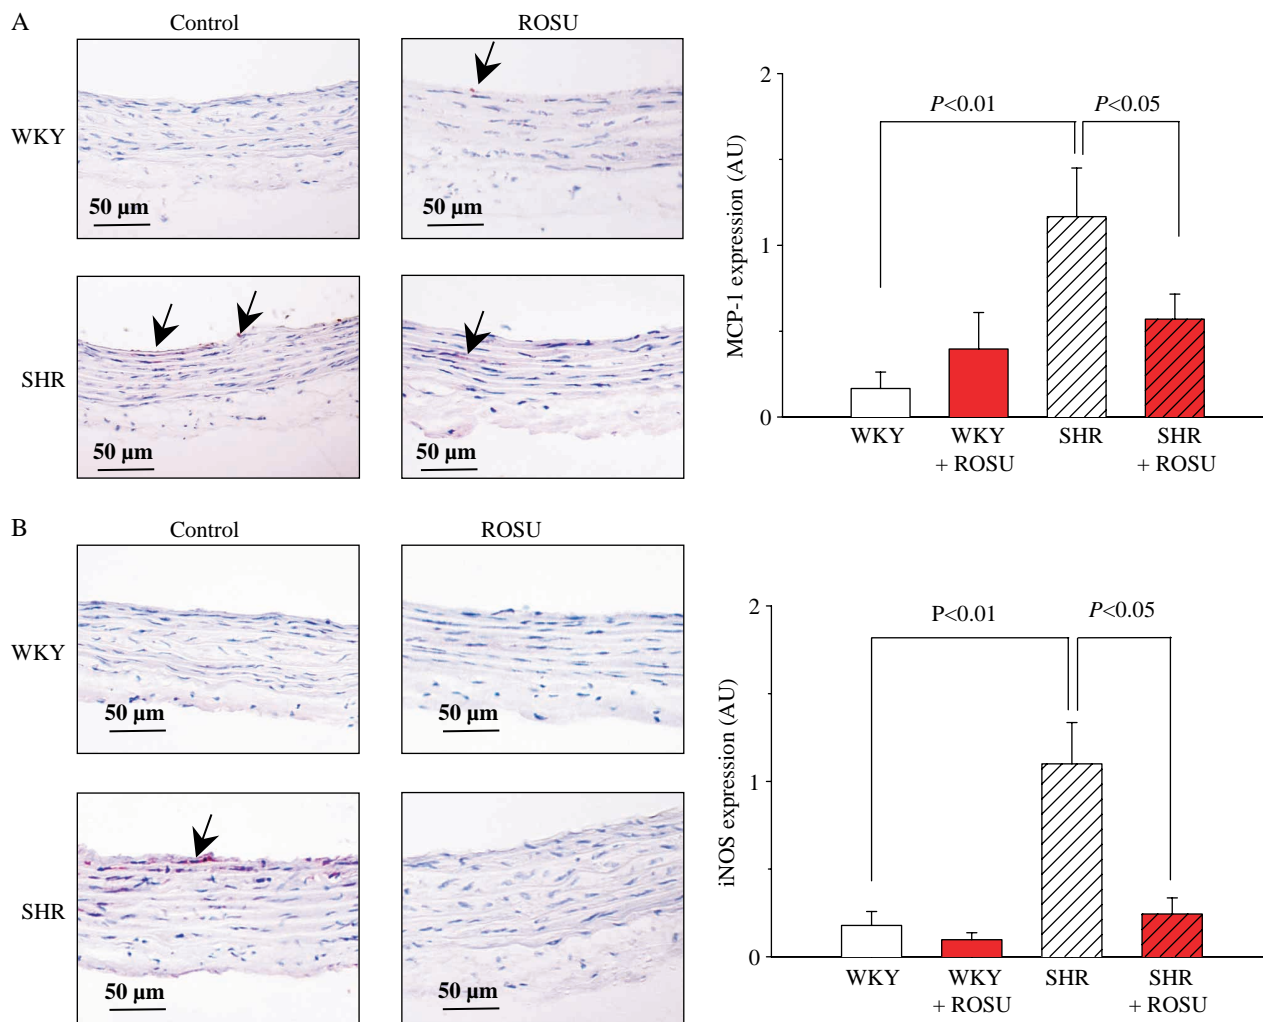 A
Control
ROSU
WKY
50 µm
50 µm
SHR
50 µm
50 µm
2
1
0
MCP-1 expression (AU)
P<0.01
P<0.05
WKY
WKY
+ ROSU
SHR
SHR
+ ROSU
B
Control
ROSU
WKY
50 µm
50 µm
SHR
50 µm
50 µm
2
1
0
iNOS expression (AU)
P<0.01
P<0.05
WKY
WKY
+ ROSU
SHR
SHR
+ ROSU